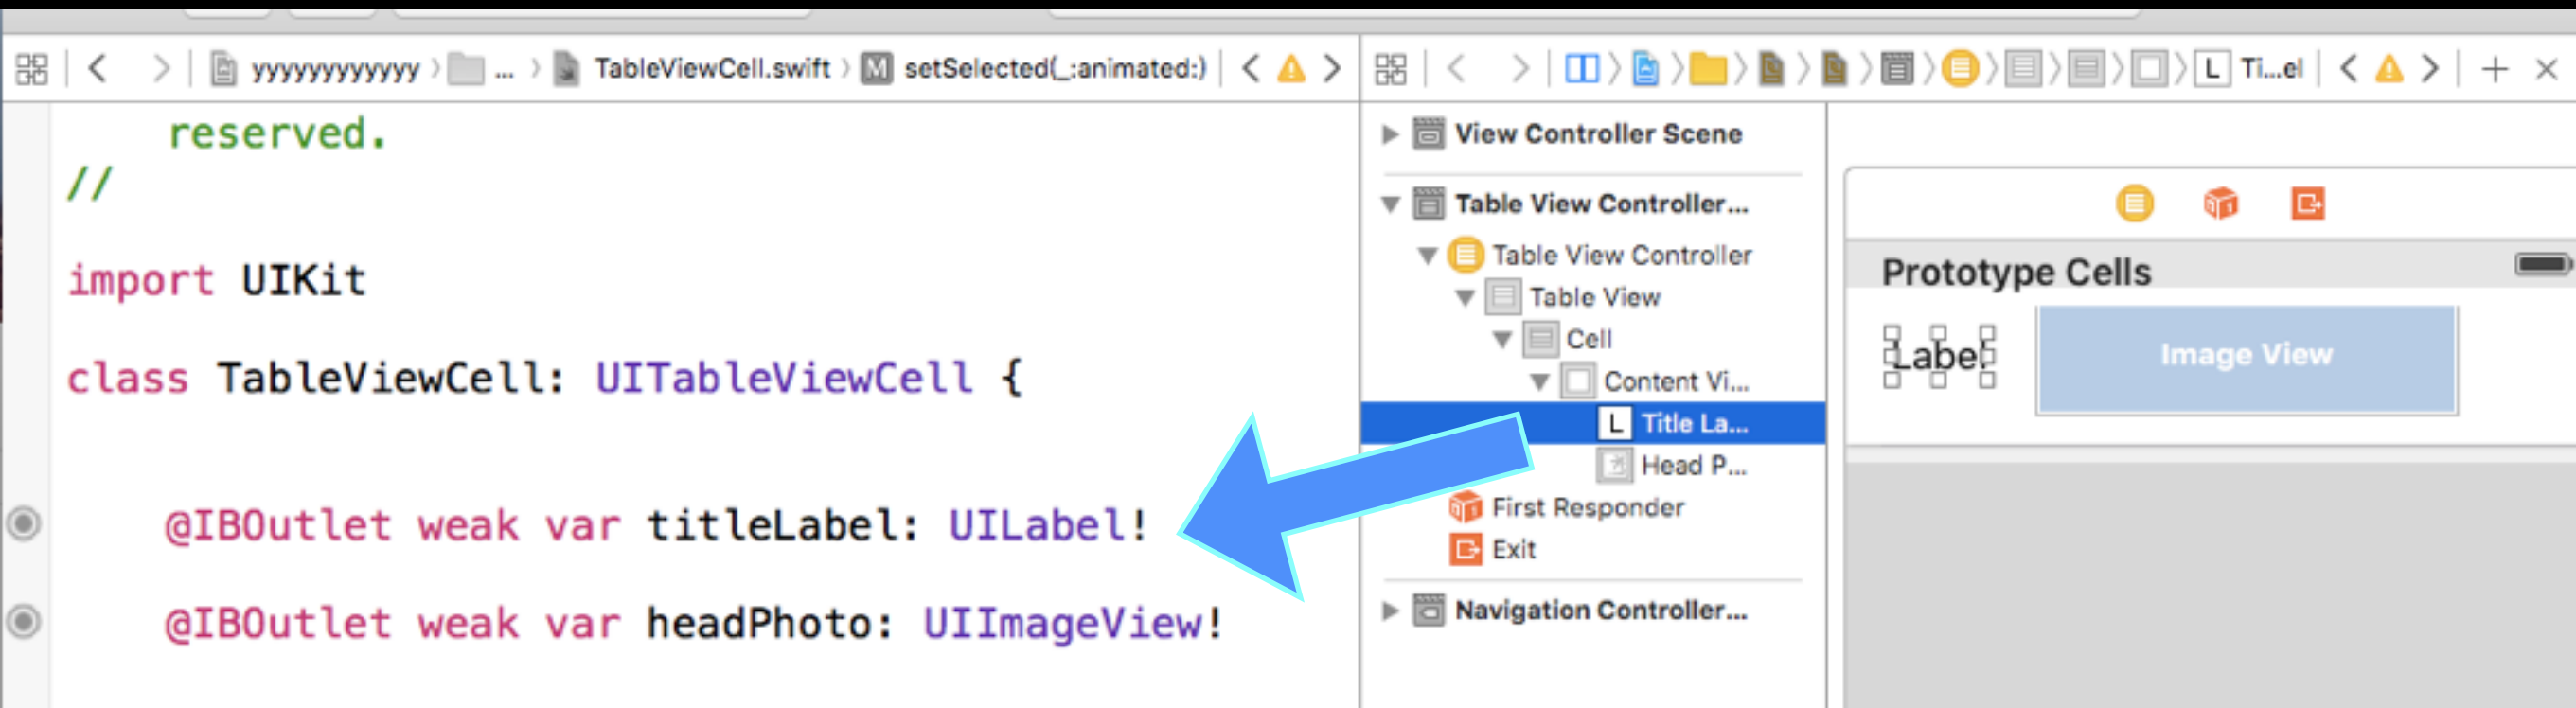 yyyyyyyyyyyy ... TableViewCell.swift M setSelected(_:animated:)
L Ti...el
reserved.
//
import UIKit
class TableViewCell: UITableViewCell {
@IBOutlet weak var titleLabel: UILabel!
@IBOutlet weak var headPhoto: UIImageView!
View Controller Scene
Table View Controller...
Table View Controller
Table View
Cell
Content Vi...
L Title La...
Head P...
First Responder
Exit
Navigation Controller...
Prototype Cells
Label
Image View